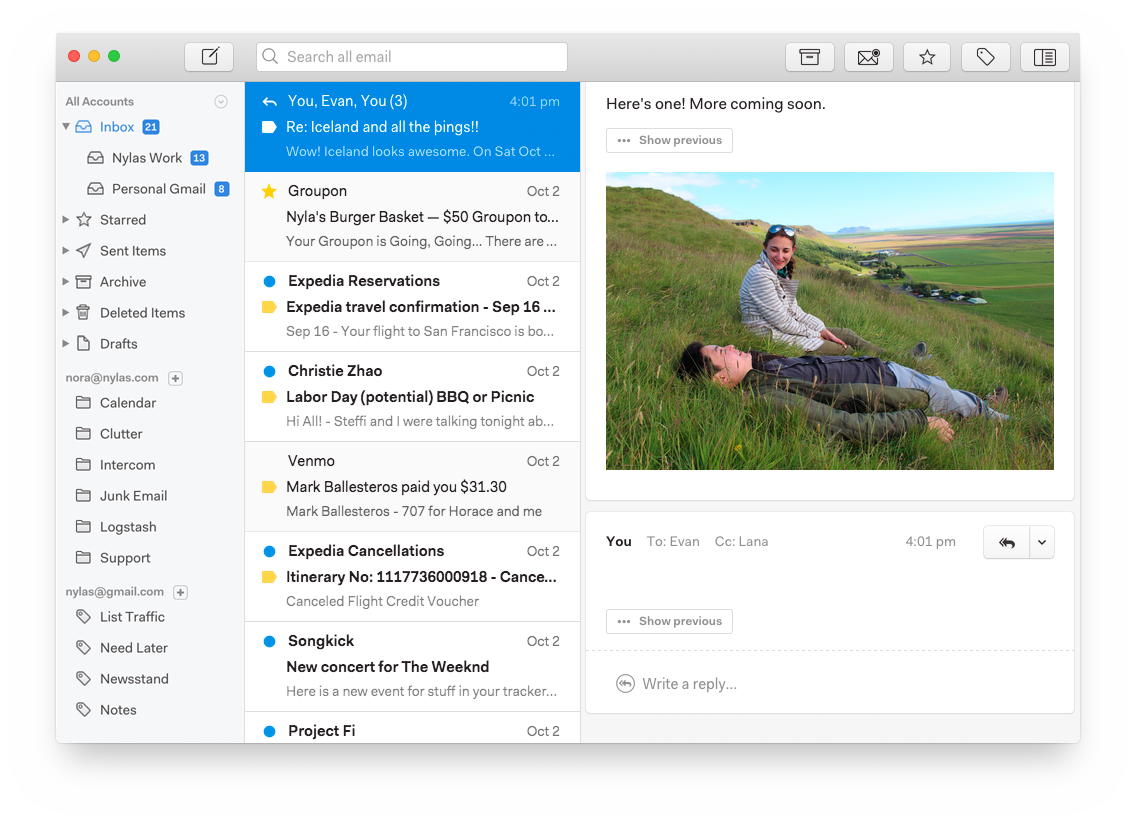 Search all email
All Accounts
Inbox 21
Nylas Work 13
Personal Gmail 8
Starred
Sent Items
Archive
Deleted Items
Drafts
nora@nylas.com
Calendar
Clutter
Intercom
Junk Email
Logstash
Support
nylas@gmail.com
List Traffic
Need Later
Newsstand
Notes
You, Evan, You (3) 4:01 pm
Re: Iceland and all the þings!!
Wow! Iceland looks awesome. On Sat Oct ...
Groupon Oct 2
Nyla's Burger Basket — $50 Groupon to...
Your Groupon is Going, Going... There are ...
Expedia Reservations Oct 2
Expedia travel confirmation - Sep 16 ...
Sep 16 - Your flight to San Francisco is bo...
Christie Zhao Oct 2
Labor Day (potential) BBQ or Picnic
Hi All! - Steffi and I were talking tonight ab...
Venmo Oct 2
Mark Ballesteros paid you $31.30
Mark Ballesteros - 707 for Horace and me
Expedia Cancellations Oct 2
Itinerary No: 1117736000918 - Cance...
Canceled Flight Credit Voucher
Songkick Oct 2
New concert for The Weeknd
Here is a new event for stuff in your tracker...
Project Fi Oct 2
Here's one! More coming soon.
••• Show previous
You To: Evan Cc: Lana 4:01 pm
••• Show previous
Write a reply...